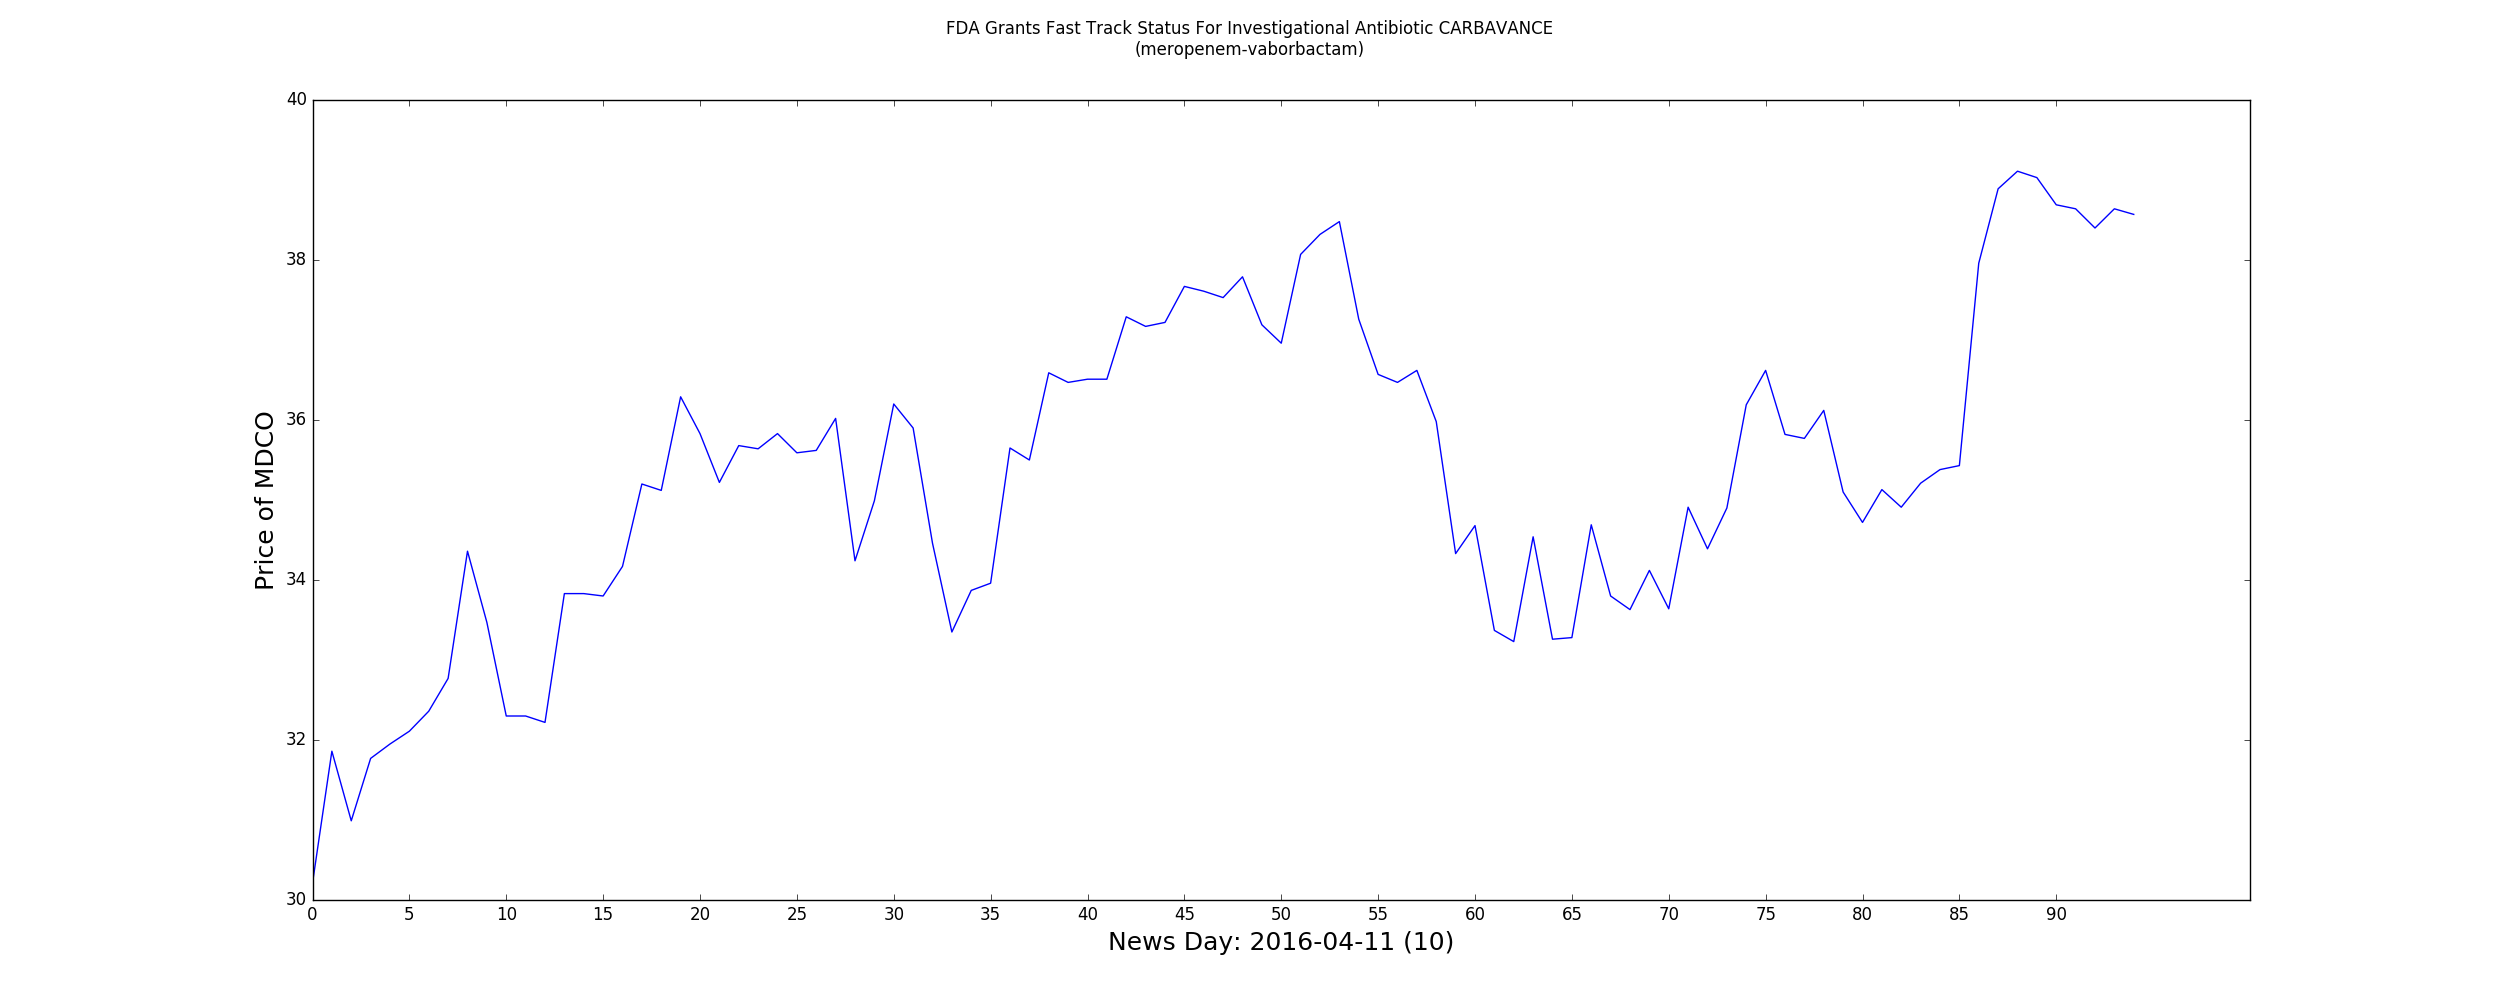 FDA Grants Fast Track Status For Investigational Antibiotic CARBAVANCE
(meropenem-vaborbactam)
40
38
36
34
32
30
Price of MDCO
0 5 10 15 20 25 30 35 40 45 50 55 60 65 70 75 80 85 90
News Day: 2016-04-11 (10)